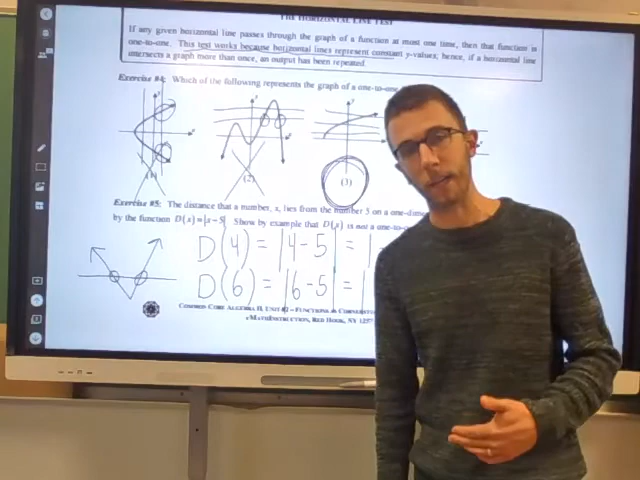 THE HORIZONTAL LINE TEST
If any given horizontal line passes through the graph of a function at most one time, then that function is
one-to-one. This test works because horizontal lines represent constant y-values; hence, if a horizontal line
intersects a graph more than once, an output has been repeated.
Exercise #4: Which of the following represents the graph of a one-to-one
y
y
y
x
x
x
(1)
(2)
(3)
Exercise #5: The distance that a number, x, lies from the number 5 on a one-dime
by the function D(x)=|x-5|. Show by example that D(x) is not a one-to-o
D(4) = |4-5| = 1
D(6) = |6-5| = 1
COMMON CORE ALGEBRA II, UNIT #2 – FUNCTIONS
eMATHINSTRUCTION, RED HOOK, NY 1257